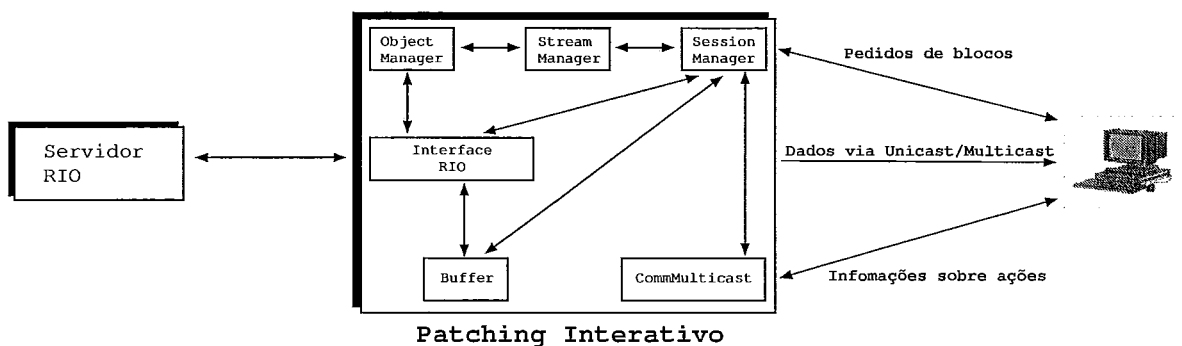 Object
Manager
Stream
Manager
Session
Manager
Pedidos de blocos
Servidor
RIO
Interface
RIO
Dados via Unicast/Multicast
Buffer
CommMulticast
Infomações sobre ações
Patching Interativo